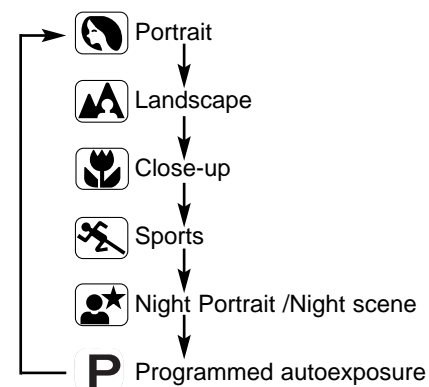 Portrait
Landscape
Close-up
Sports
Night Portrait /Night scene
P Programmed autoexposure